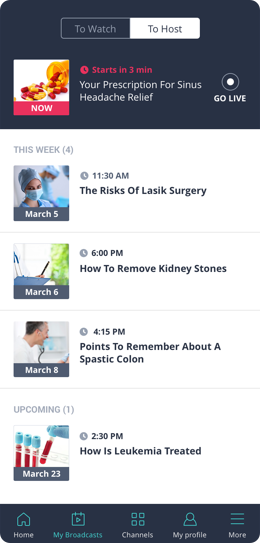 To Watch
To Host
Starts in 3 min
Your Prescription For Sinus
Headache Relief
NOW
GO LIVE
THIS WEEK (4)
11:30 AM
The Risks Of Lasik Surgery
March 5
6:00 PM
How To Remove Kidney Stones
March 6
4:15 PM
Points To Remember About A
Spastic Colon
March 8
UPCOMING (1)
2:30 PM
How Is Leukemia Treated
March 23
Home
My Broadcasts
Channels
My profile
More